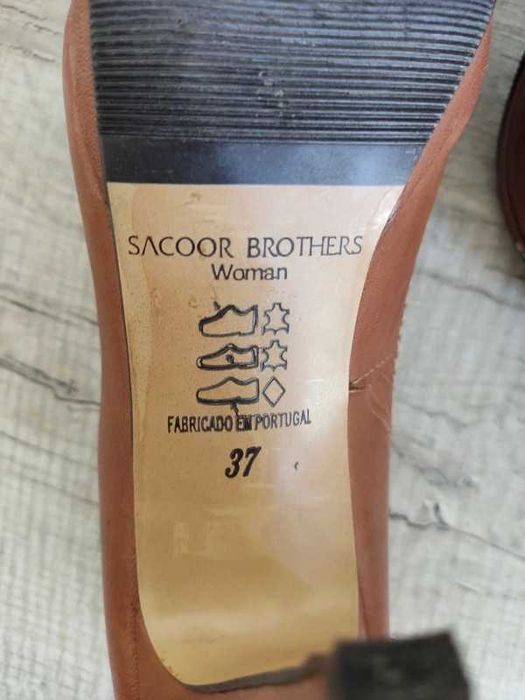 SACOOR BROTHERS
Woman
FABRICADO EM PORTUGAL
37